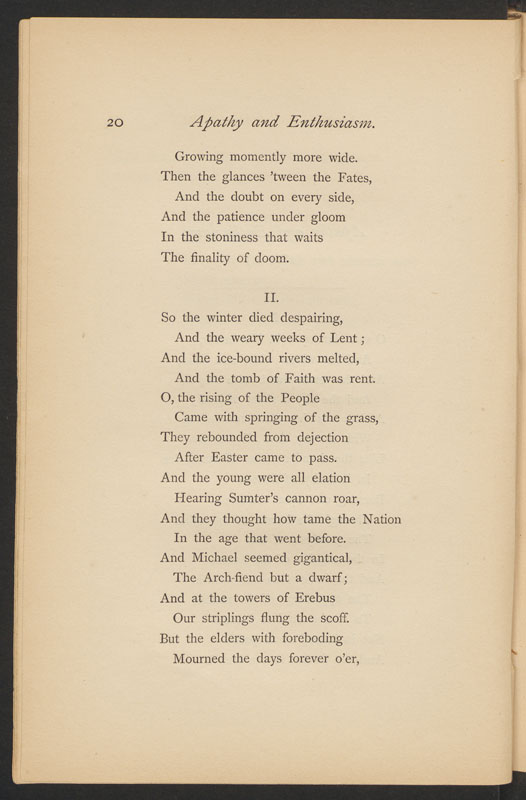 20 Apathy and Enthusiasm.
Growing momently more wide.
Then the glances ’tween the Fates,
And the doubt on every side,
And the patience under gloom
In the stoniness that waits
The finality of doom.
II.
So the winter died despairing,
And the weary weeks of Lent ;
And the ice-bound rivers melted,
And the tomb of Faith was rent.
O, the rising of the People
Came with springing of the grass,
They rebounded from dejection
After Easter came to pass.
And the young were all elation
Hearing Sumter’s cannon roar,
And they thought how tame the Nation
In the age that went before.
And Michael seemed gigantical,
The Arch-fiend but a dwarf ;
And at the towers of Erebus
Our striplings flung the scoff.
But the elders with foreboding
Mourned the days forever o’er,